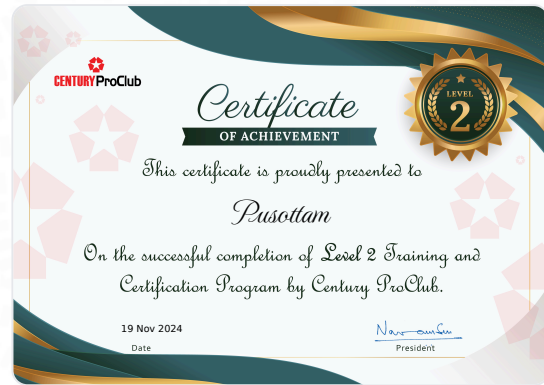 CENTURY ProClub
Certificate
OF ACHIEVEMENT
LEVEL
2
This certificate is proudly presented to
Pusottam
On the successful completion of Level 2 Training and
Certification Program by Century ProClub.
19 Nov 2024
Date
President